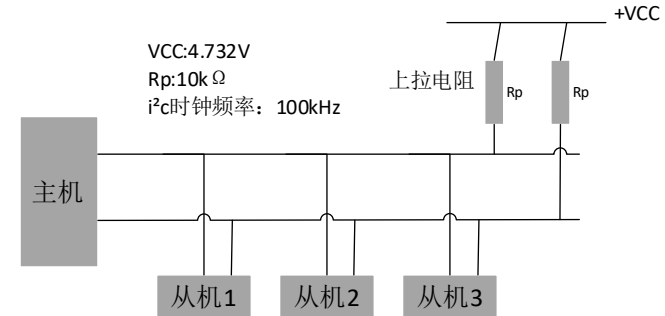 +VCC
VCC:4.732V
Rp:10kΩ
i²c时钟频率：100kHz
上拉电阻
Rp
Rp
主机
从机1
从机2
从机3